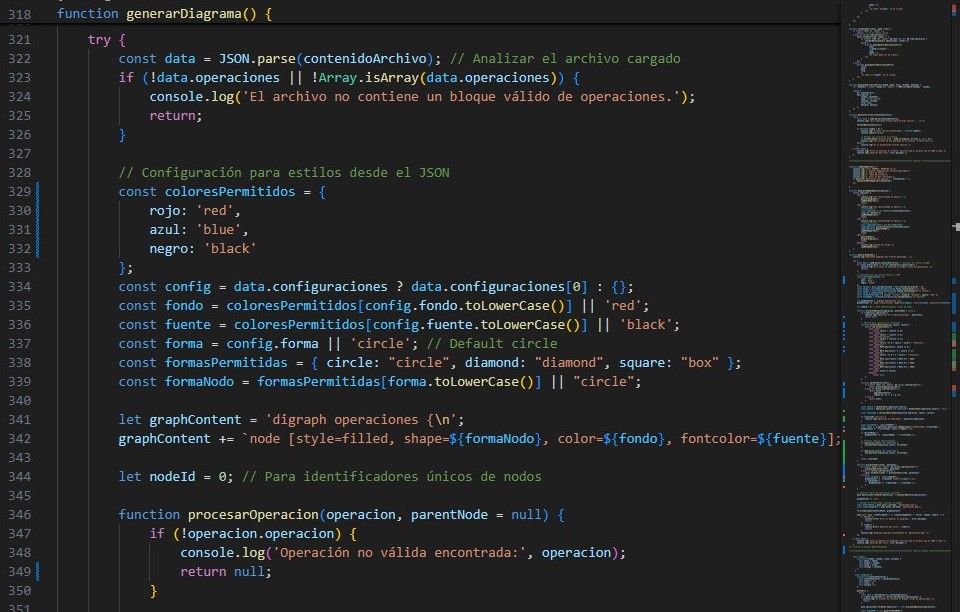 318 function generarDiagrama() {
321 try {
322 const data = JSON.parse(contenidoArchivo); // Analizar el archivo cargado
323 if (!data.operaciones || !Array.isArray(data.operaciones)) {
324 console.log('El archivo no contiene un bloque válido de operaciones.');
325 return;
326 }
327
328 // Configuración para estilos desde el JSON
329 const coloresPermitidos = {
330 rojo: 'red',
331 azul: 'blue',
332 negro: 'black'
333 };
334 const config = data.configuraciones ? data.configuraciones[0] : {};
335 const fondo = coloresPermitidos[config.fondo.toLowerCase()] || 'red';
336 const fuente = coloresPermitidos[config.fuente.toLowerCase()] || 'black';
337 const forma = config.forma || 'circle'; // Default circle
338 const formasPermitidas = { circle: "circle", diamond: "diamond", square: "box" };
339 const formaNodo = formasPermitidas[forma.toLowerCase()] || "circle";
340
341 let graphContent = 'digraph operaciones {\n';
342 graphContent += `node [style=filled, shape=${formaNodo}, color=${fondo}, fontcolor=${fuente}];
343
344 let nodeId = 0; // Para identificadores únicos de nodos
345
346 function procesarOperacion(operacion, parentNode = null) {
347 if (!operacion.operacion) {
348 console.log('Operación no válida encontrada:', operacion);
349 return null;
350 }
351